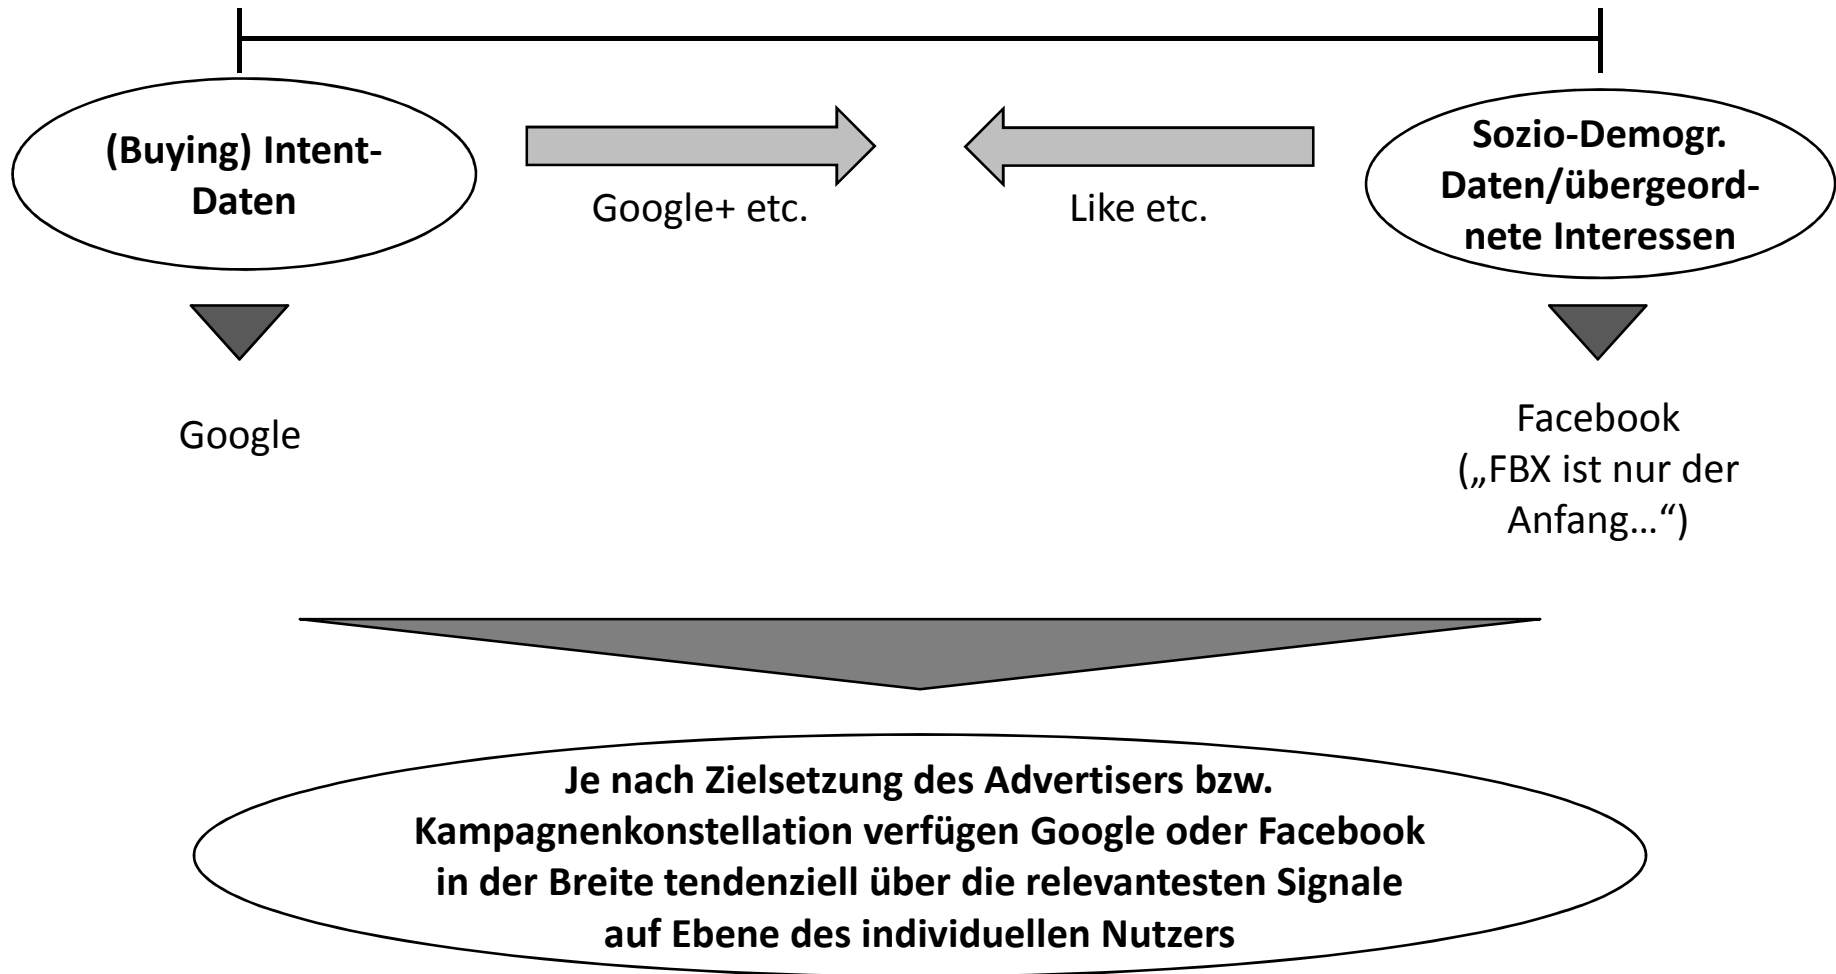 (Buying) Intent-
Daten
Google+ etc.
Like etc.
Sozio-Demogr.
Daten/übergeord-
nete Interessen
Google
Facebook
(„FBX ist nur der
Anfang...“)
Je nach Zielsetzung des Advertisers bzw.
Kampagnenkonstellation verfügen Google oder Facebook
in der Breite tendenziell über die relevantesten Signale
auf Ebene des individuellen Nutzers